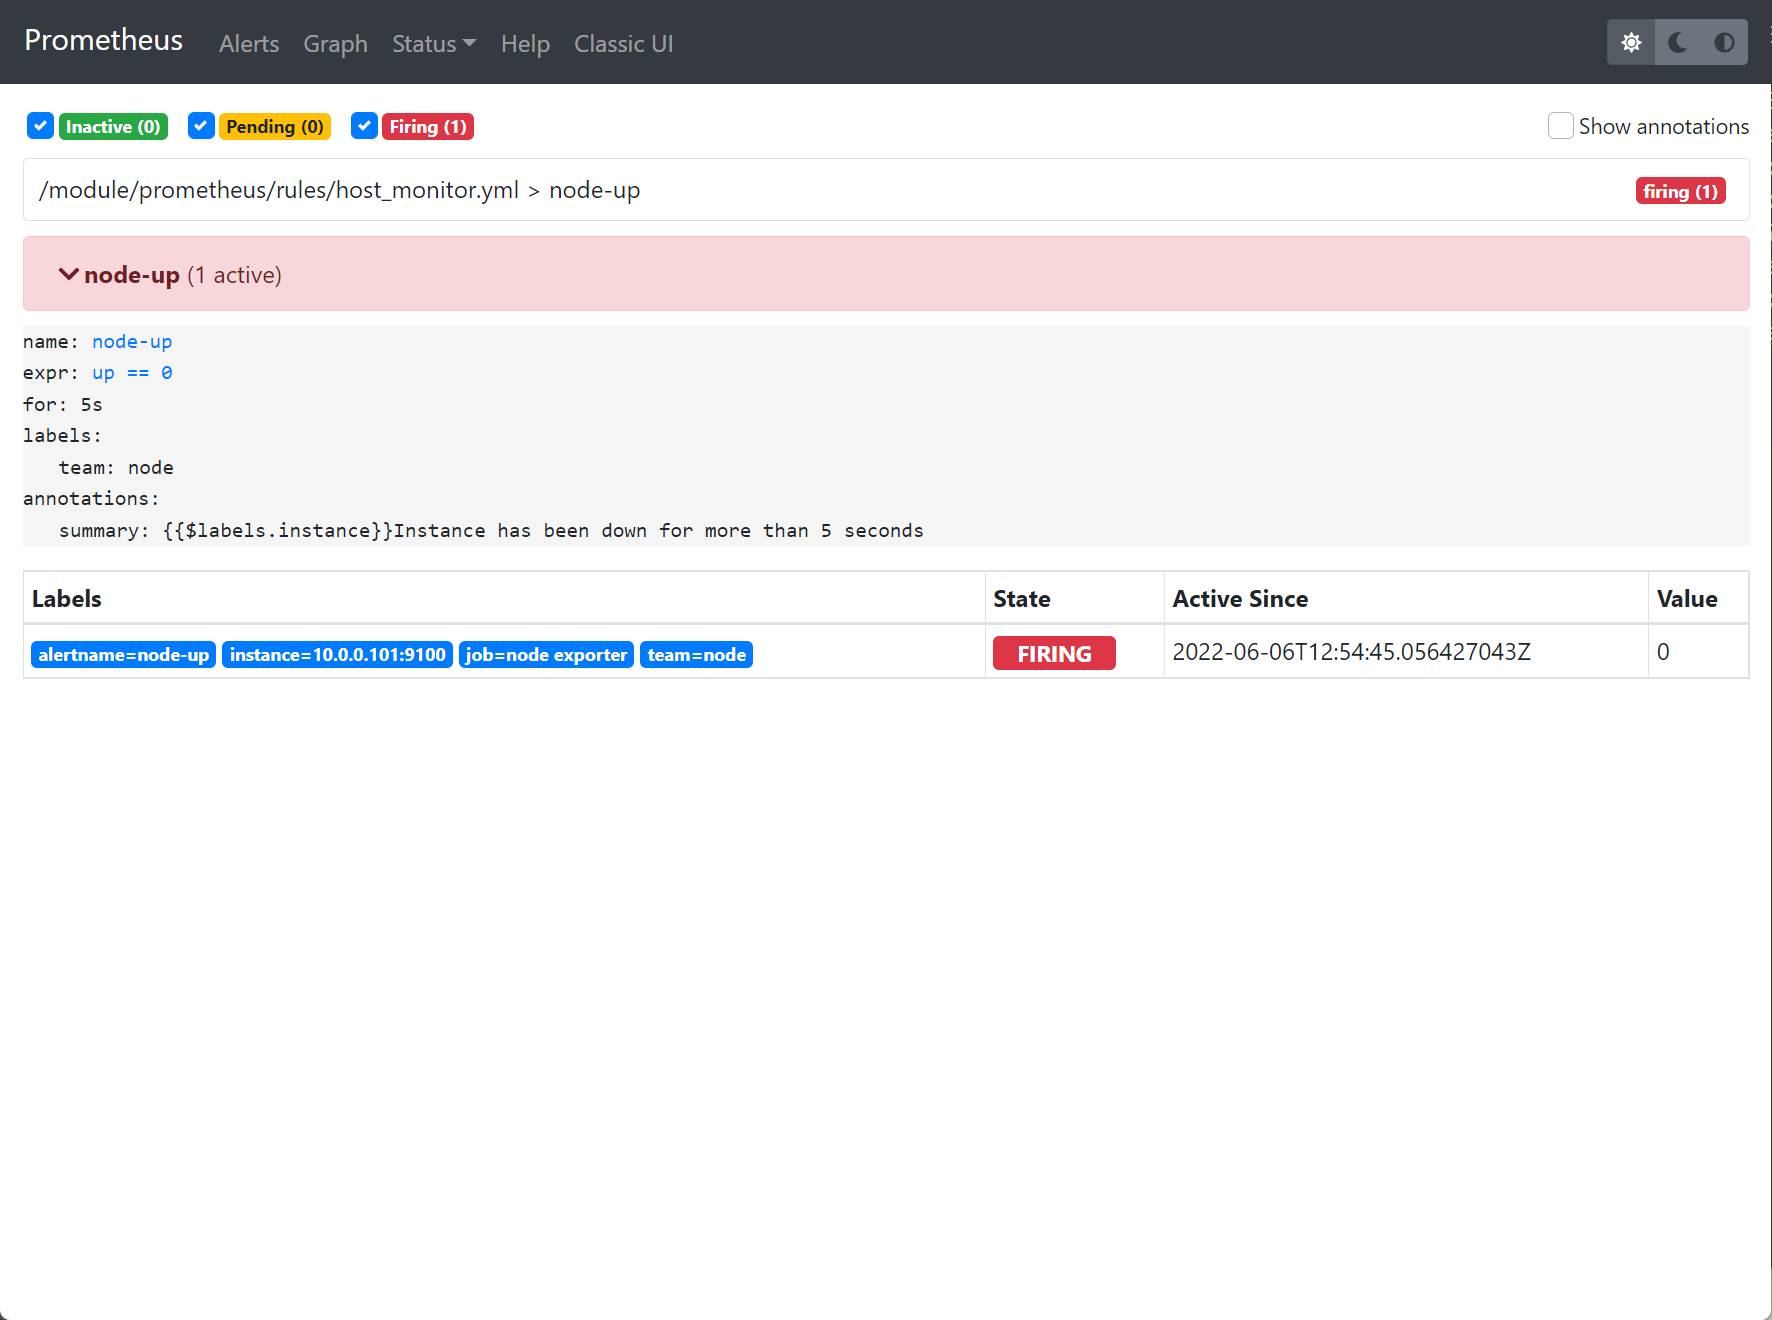 Prometheus Alerts Graph Status Help Classic UI
Inactive (0) Pending (0) Firing (1) Show annotations
/module/prometheus/rules/host_monitor.yml > node-up firing (1)
node-up (1 active)
name: node-up
expr: up == 0
for: 5s
labels:
team: node
annotations:
summary: {{$labels.instance}}Instance has been down for more than 5 seconds
Labels State Active Since Value
alertname=node-up instance=10.0.0.101:9100 job=node exporter team=node FIRING 2022-06-06T12:54:45.056427043Z 0